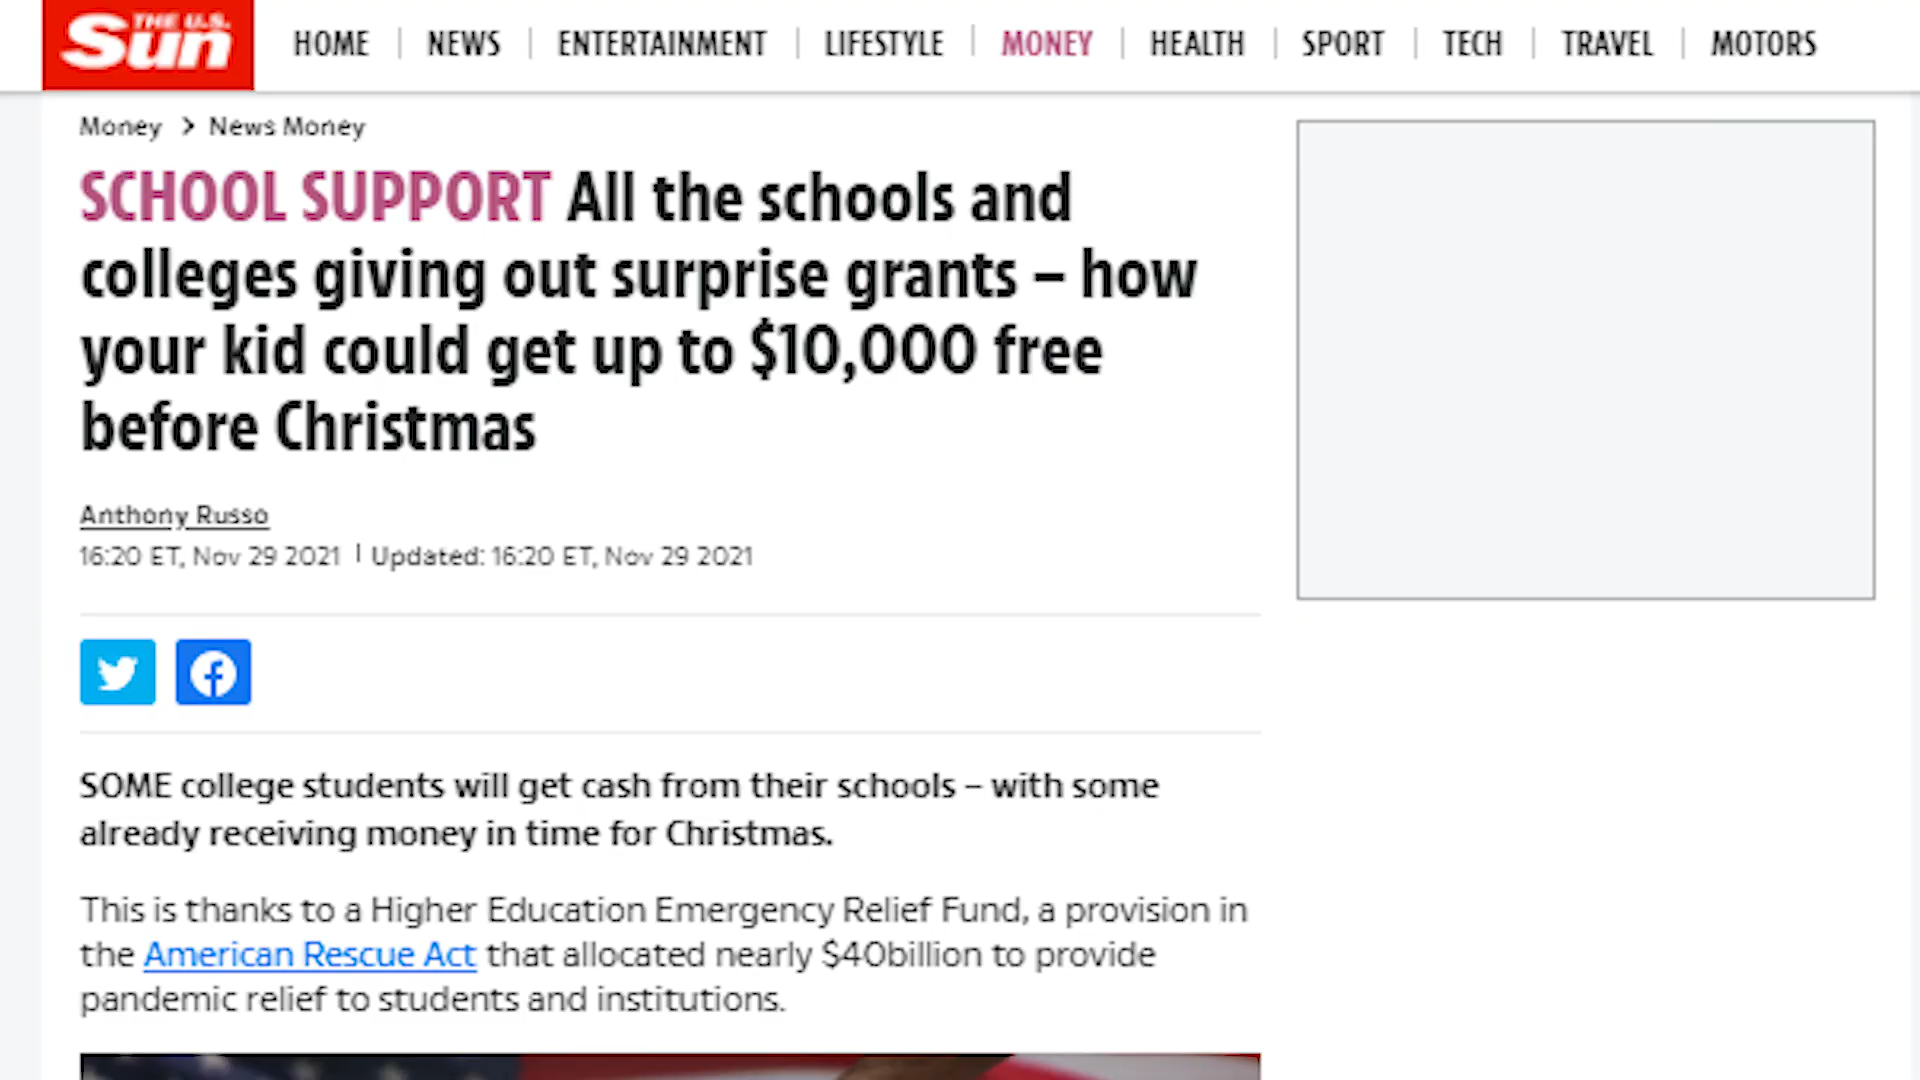 THE U.S.
Sun
HOME NEWS ENTERTAINMENT LIFESTYLE MONEY HEALTH SPORT TECH TRAVEL MOTORS
Money > News Money
SCHOOL SUPPORT All the schools and
colleges giving out surprise grants – how
your kid could get up to $10,000 free
before Christmas
Anthony Russo
16:20 ET, Nov 29 2021 | Updated: 16:20 ET, Nov 29 2021
SOME college students will get cash from their schools – with some
already receiving money in time for Christmas.
This is thanks to a Higher Education Emergency Relief Fund, a provision in
the American Rescue Act that allocated nearly $40billion to provide
pandemic relief to students and institutions.